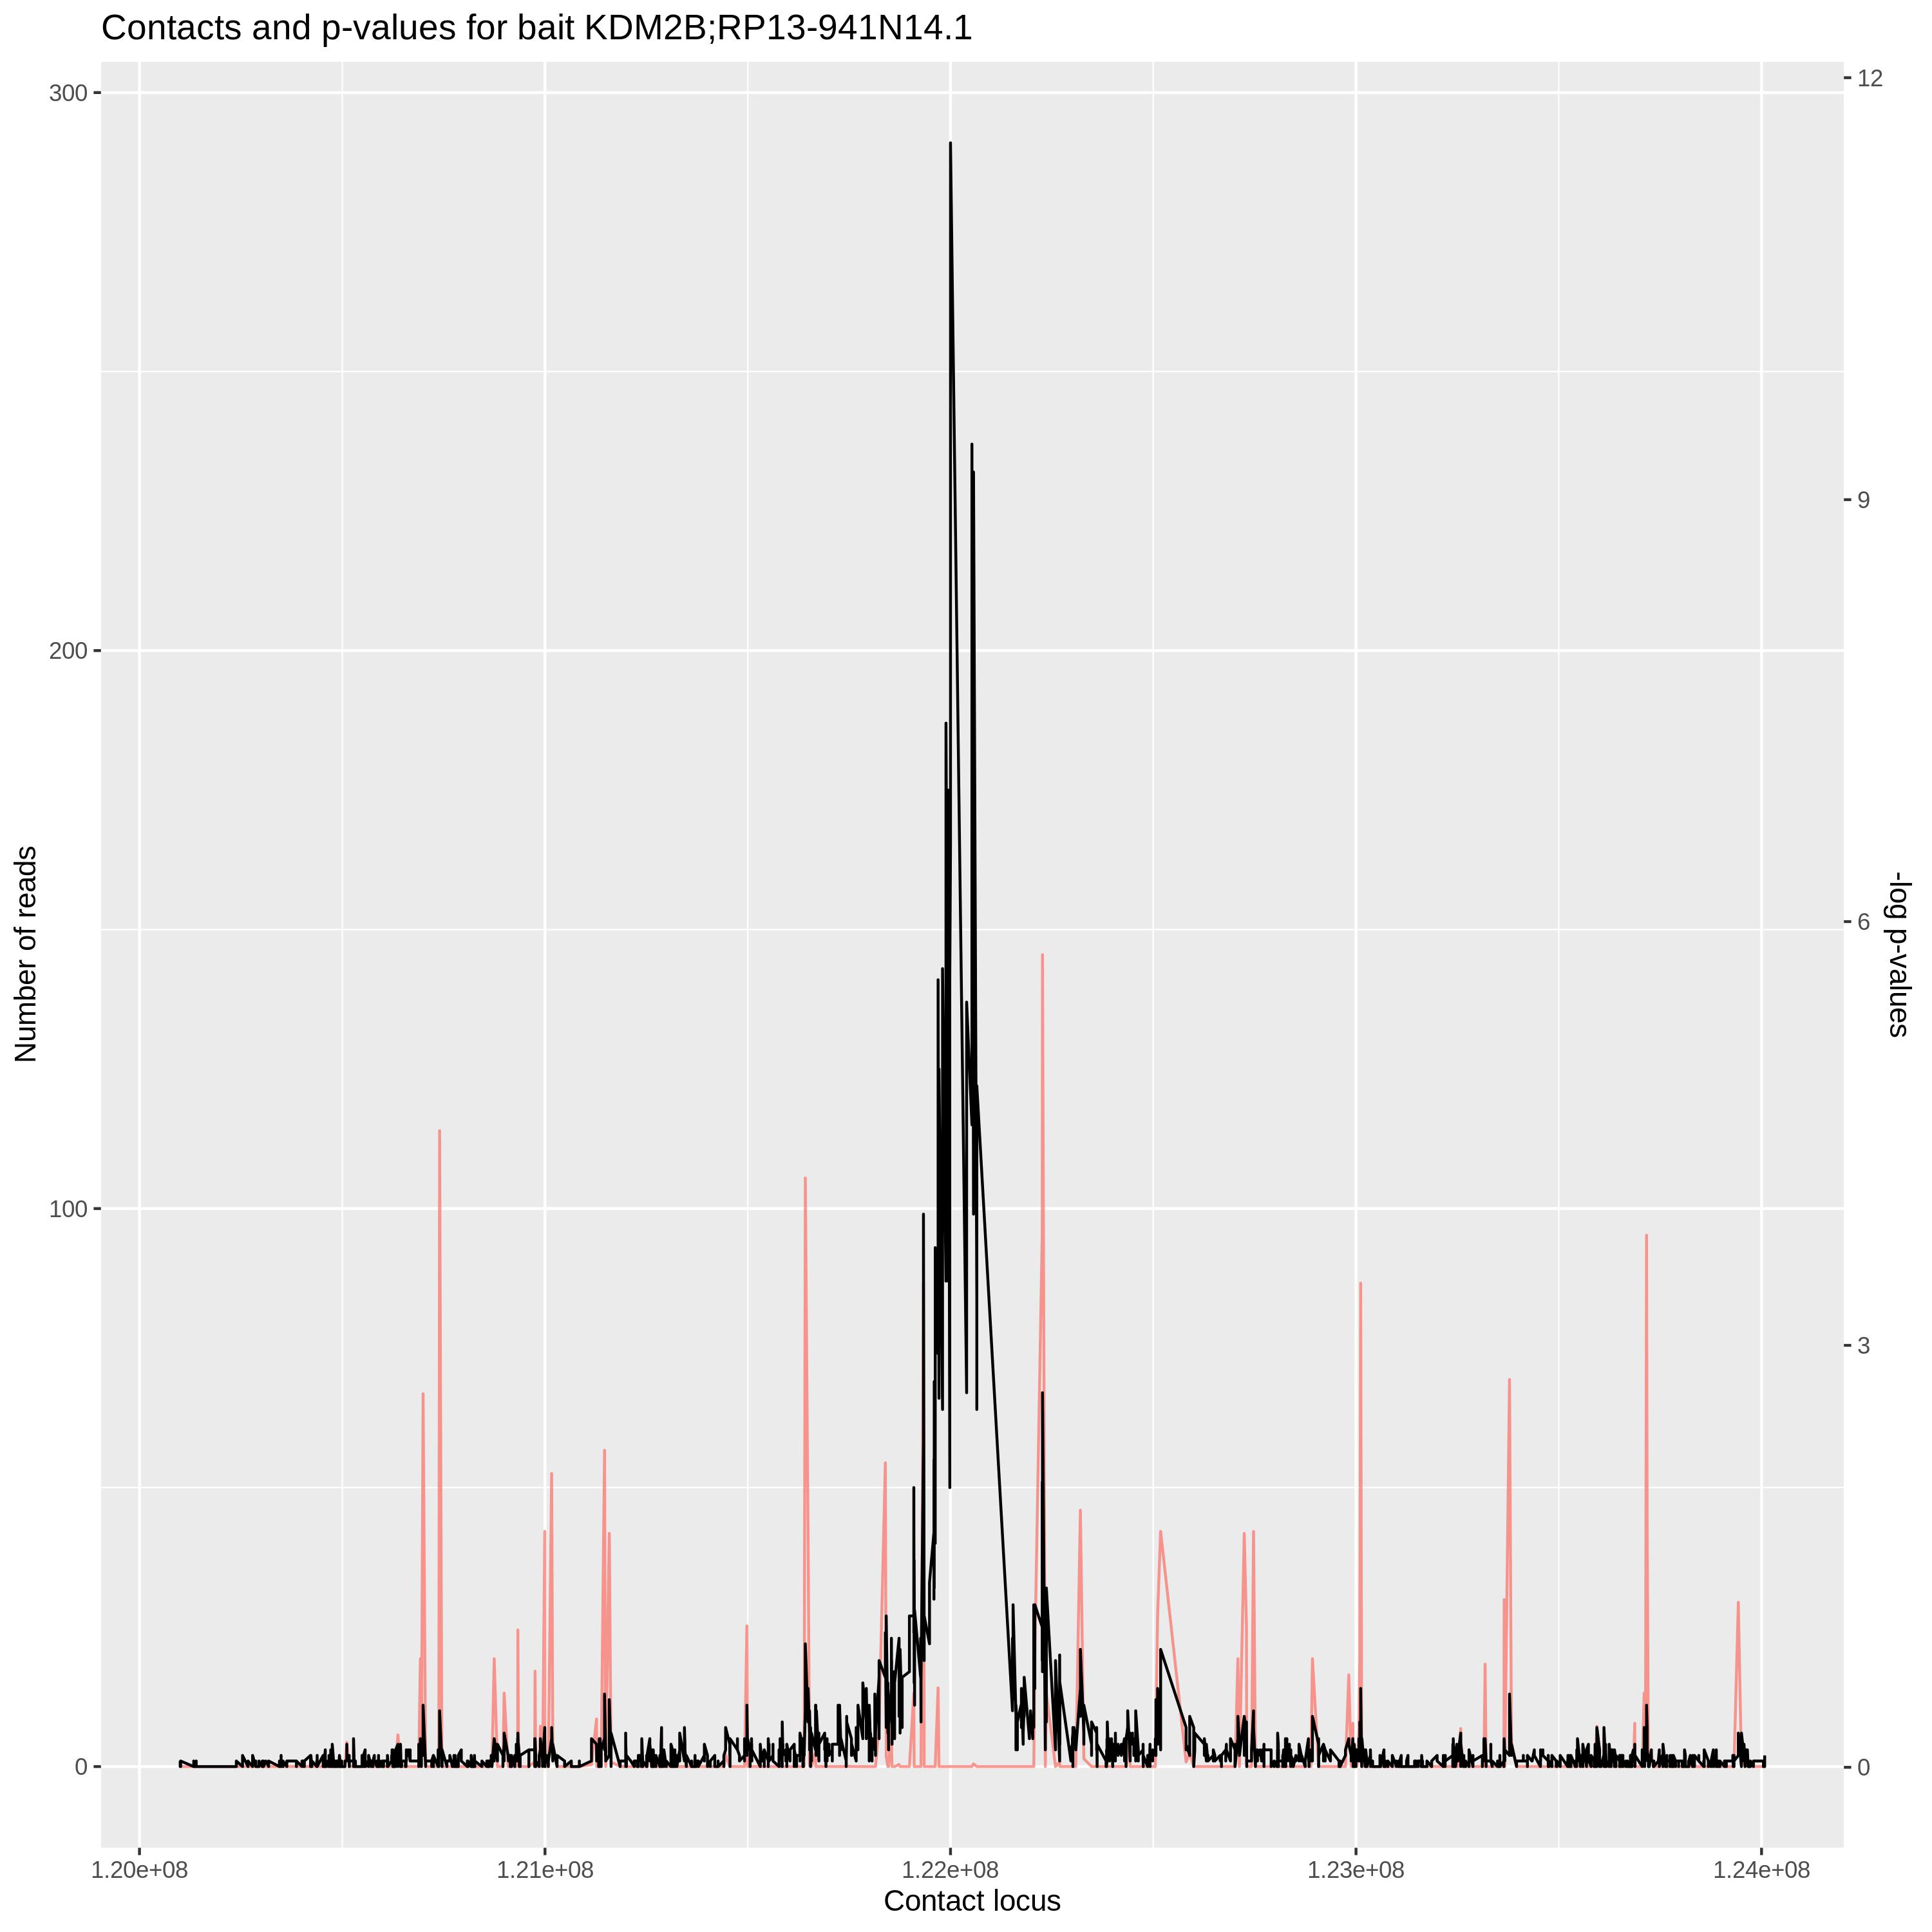 Contacts and p-values for bait KDM2B;RP13-941N14.1
300
200
100
0
Number of reads
12
9
6
3
0
-log p-values
1.20e+08 1.21e+08 1.22e+08 1.23e+08 1.24e+08
Contact locus